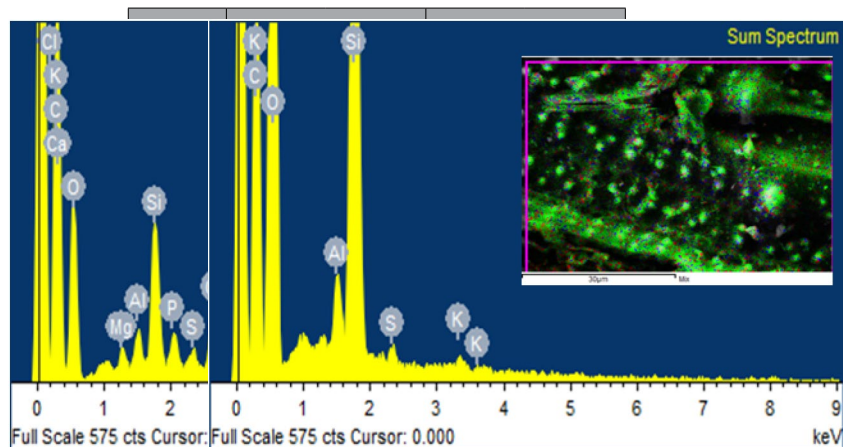 Sum Spectrum
Cl
K
C
Ca
O
Mg
Al
Si
P
S
K
C
O
Al
Si
S
K
K
30µm
Mix
0 1 2
0 1 2 3 4 5 6 7 8 9
Full Scale 575 cts Cursor:
Full Scale 575 cts Cursor: 0.000
keV